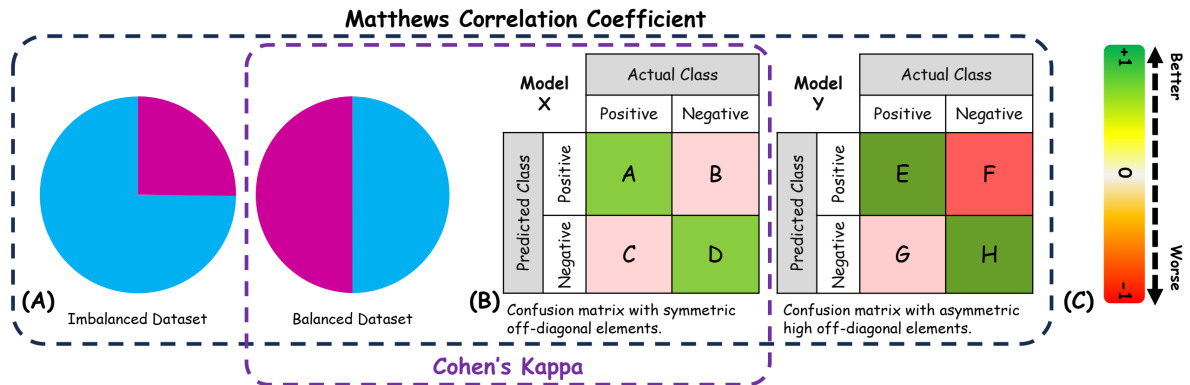 Matthews Correlation Coefficient
(A)
Imbalanced Dataset
Balanced Dataset
Model
X
Actual Class
Positive Negative
Predicted Class
Positive
A B
Negative
C D
(B)
Confusion matrix with symmetric
off-diagonal elements.
Model
Y
Actual Class
Positive Negative
Predicted Class
Positive
E F
Negative
G H
Confusion matrix with asymmetric
high off-diagonal elements.
(C)
+1
0
-1
Better
Worse
Cohen's Kappa